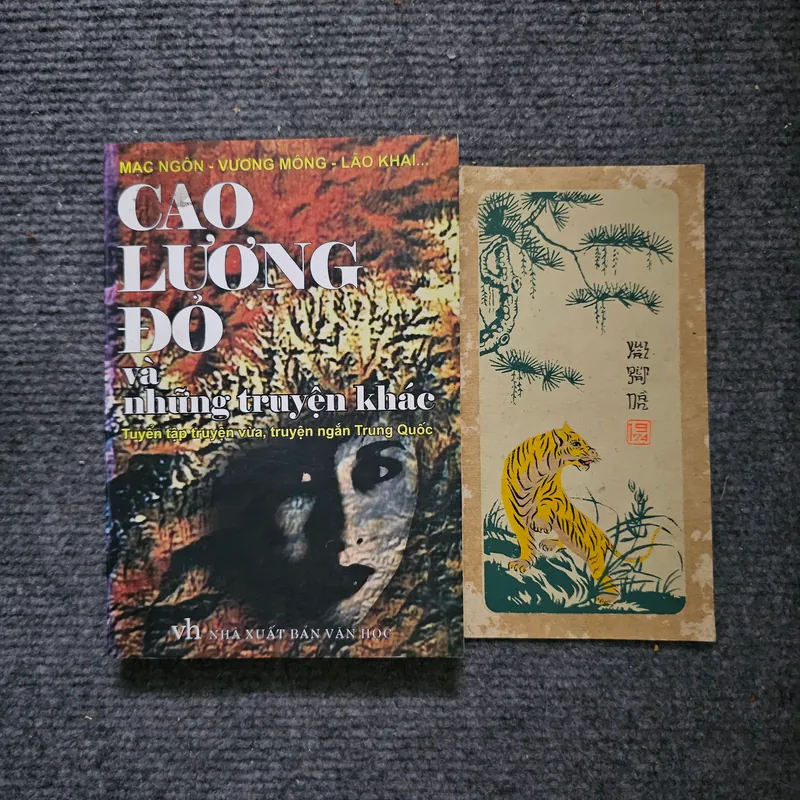 MẠC NGÔN - VƯƠNG MÔNG - LÃO KHAI...
CAO
LƯƠNG
ĐỎ
và
những truyện khác
Tuyển tập truyện vừa, truyện ngắn Trung Quốc
vh NHÀ XUẤT BẢN VĂN HỌC
1974